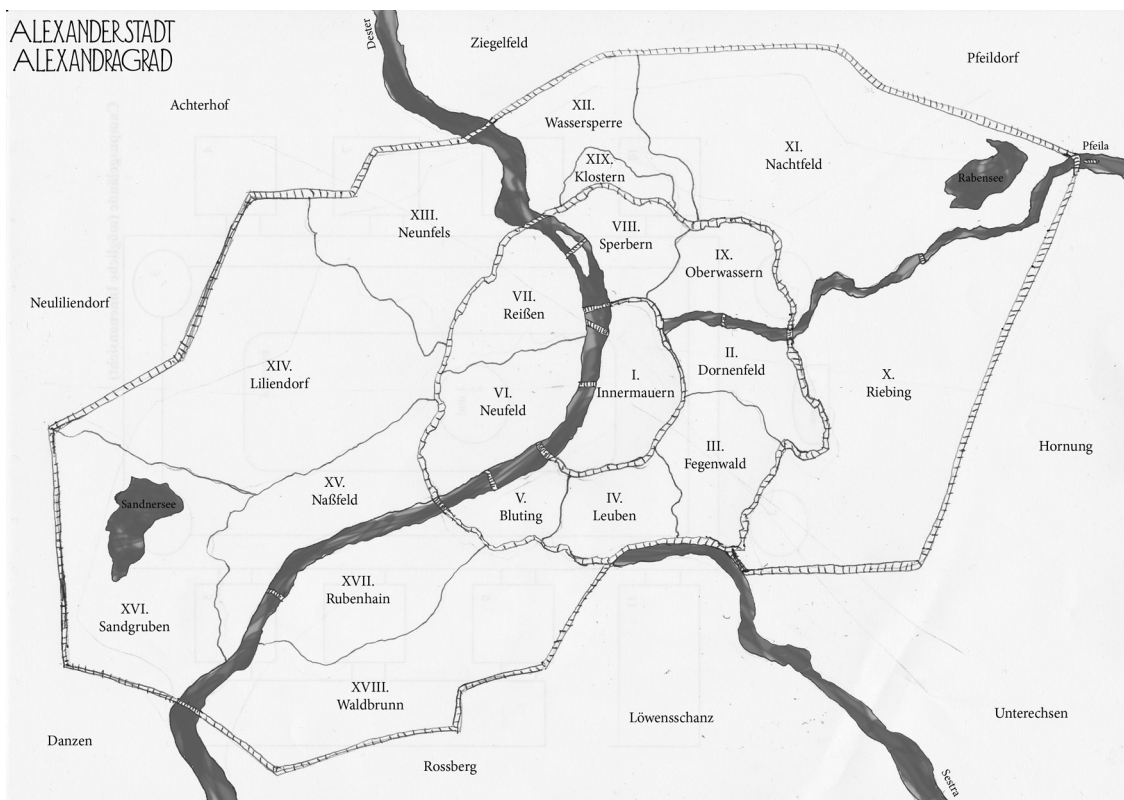 ALEXANDERSTADT
ALEXANDRAGRAD
Dester
Ziegelfeld
Pfeildorf
Achterhof
XII.
Wassersperre
XI.
Nachtfeld
Pfeila
XIX.
Klostern
Rabensee
XIII.
Neunfels
VIII.
Sperbern
IX.
Oberwassern
Neuliliendorf
VII.
Reißen
XIV.
Liliendorf
II.
Dornenfeld
I.
Innermauern
X.
Riebing
VI.
Neufeld
III.
Fegenwald
Hornung
XV.
Naßfeld
Sandnersee
V.
Bluting
IV.
Leuben
XVII.
Rubenhain
XVI.
Sandgruben
XVIII.
Waldbrunn
Löwensschanz
Unterechsen
Danzen
Rossberg
Sestra